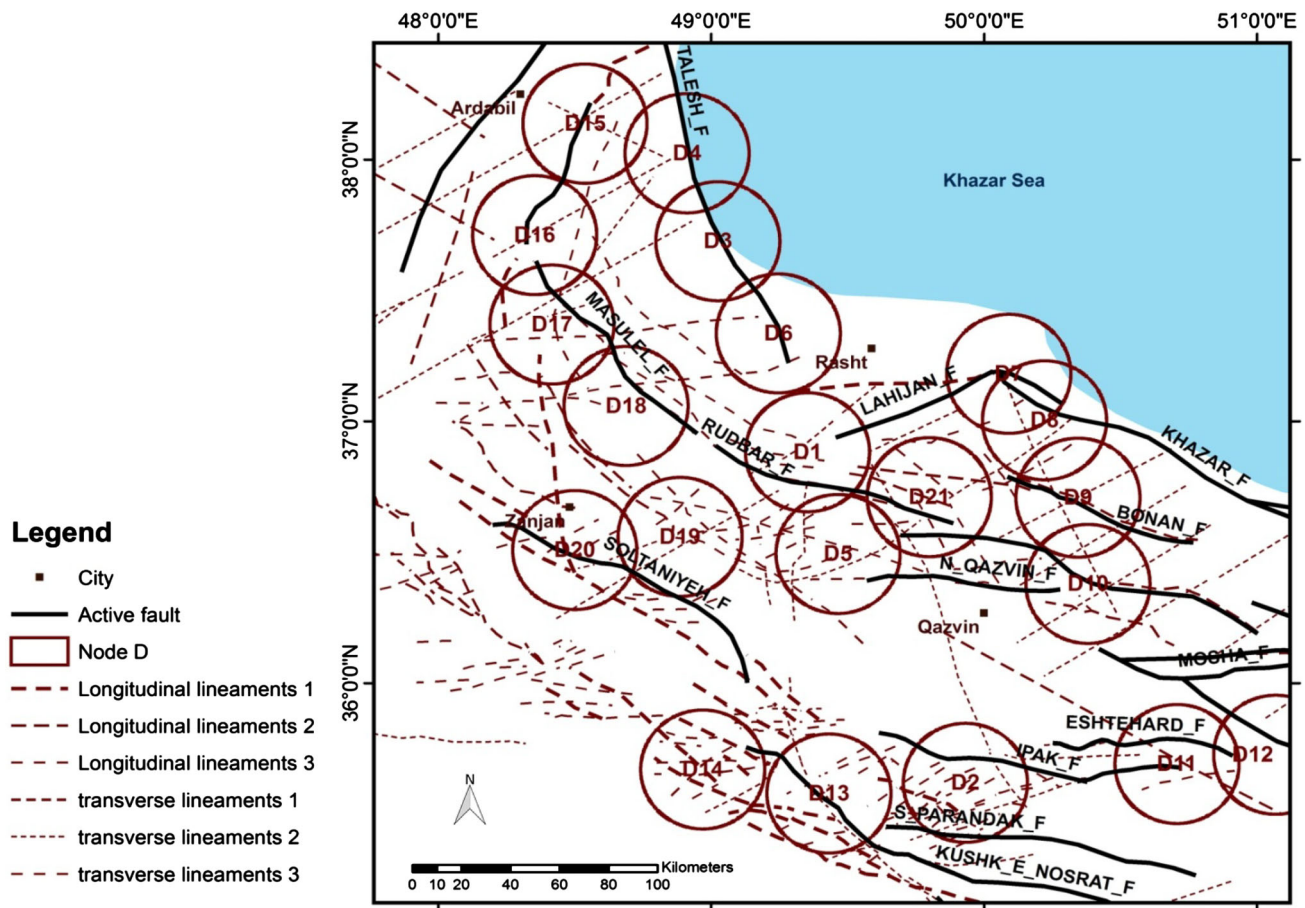 48°0'0"E 49°0'0"E 50°0'0"E 51°0'0"E
38°0'0"N
37°0'0"N
36°0'0"N
Ardabil
D15
TALESH_F
D4
Khazar Sea
D16
D3
D17
MASULEL_F
D6
Rasht
D7
LAHIJAN_F
D18
D8
RUDBAR_F
D1
KHAZAR_F
D21
D9
BONAN_F
Zanjan
D20
D19
D5
SOLTANIYEH_F
N_QAZVIN_F
D10
Qazvin
MOSHA_F
ESHTEHARD_F
IPAK_F
D12
D11
D14
D13
D2
S_PARANDAK_F
KUSHK_E_NOSRAT_F
N
Kilometers
0 10 20 40 60 80 100
Legend
City
Active fault
Node D
Longitudinal lineaments 1
Longitudinal lineaments 2
Longitudinal lineaments 3
transverse lineaments 1
transverse lineaments 2
transverse lineaments 3